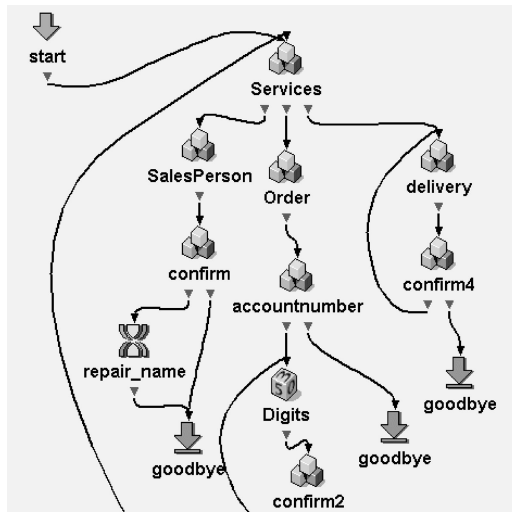 start
Services
SalesPerson
Order
delivery
confirm
accountnumber
confirm4
repair_name
Digits
goodbye
goodbye
goodbye
confirm2